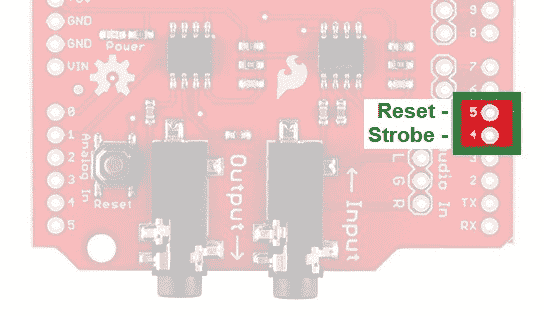 GND
GND
Power
VIN
0
1
2
3
4
5
Analog In
Reset
Output →
← Input
9
8
7
6
Reset - 5
Strobe - 4
3
2
TX
RX
L
G
R
Audio In